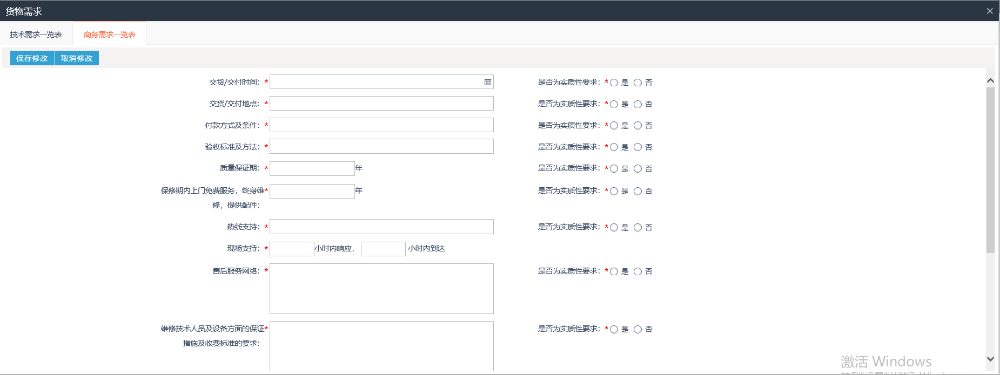 货物需求
技术需求一览表 商务需求一览表
保存修改 取消修改
交货/交付时间：* 是否为实质性要求：* 是 否
交货/交付地点：* 是否为实质性要求：* 是 否
付款方式及条件：* 是否为实质性要求：* 是 否
验收标准及方法：* 是否为实质性要求：* 是 否
质量保证期：* 年 是否为实质性要求：* 是 否
保修期内上门免费服务，终身维* 年 是否为实质性要求：* 是 否
修，提供配件：
热线支持：* 是否为实质性要求：* 是 否
现场支持：* 小时内响应， 小时内到达
售后服务网络：* 是否为实质性要求：* 是 否
维修技术人员及设备方面的保证* 是否为实质性要求：* 是 否
措施及收费标准的要求：
激活 Windows